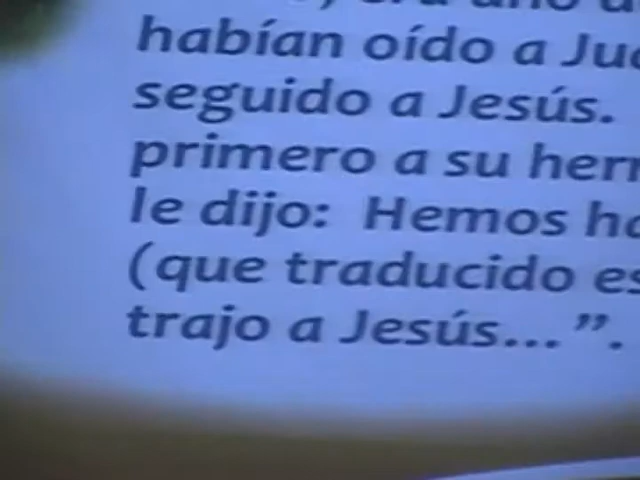 habían oído a
seguido a Jesús.
primero a su
le dijo: Hemos
(que traducido
trajo a Jesús...”.